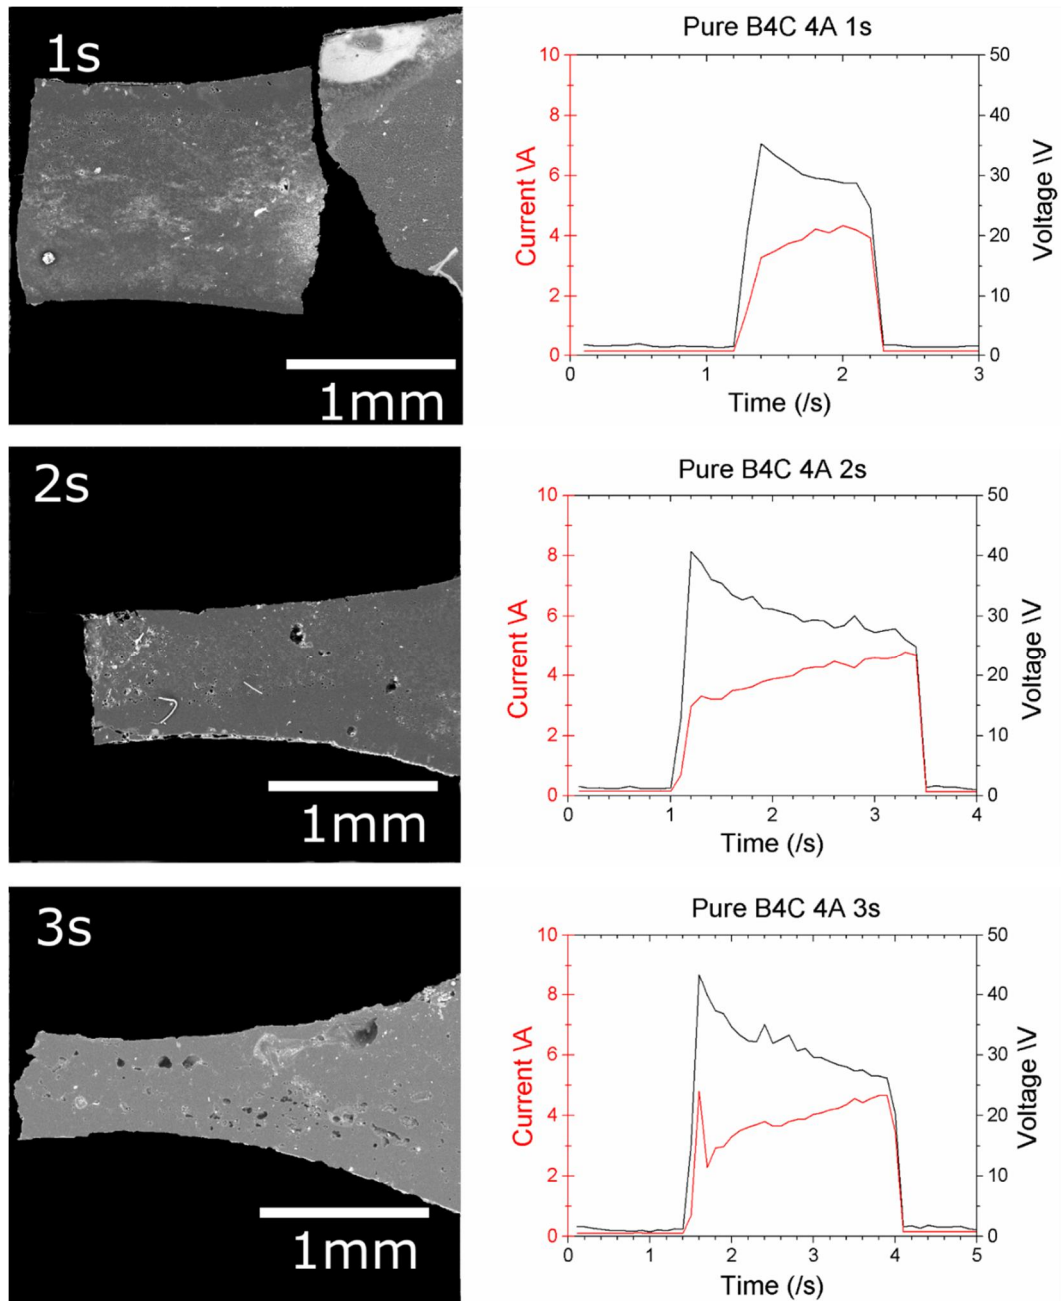 1s
1mm
Pure B4C 4A 1s
10
8
6
4
2
0
Current \A
50
40
30
20
10
0
Voltage \V
0 1 2 3
Time (/s)
2s
1mm
Pure B4C 4A 2s
10
8
6
4
2
0
Current \A
50
40
30
20
10
0
Voltage \V
0 1 2 3 4
Time (/s)
3s
1mm
Pure B4C 4A 3s
10
8
6
4
2
0
Current \A
50
40
30
20
10
0
Voltage \V
0 1 2 3 4 5
Time (/s)